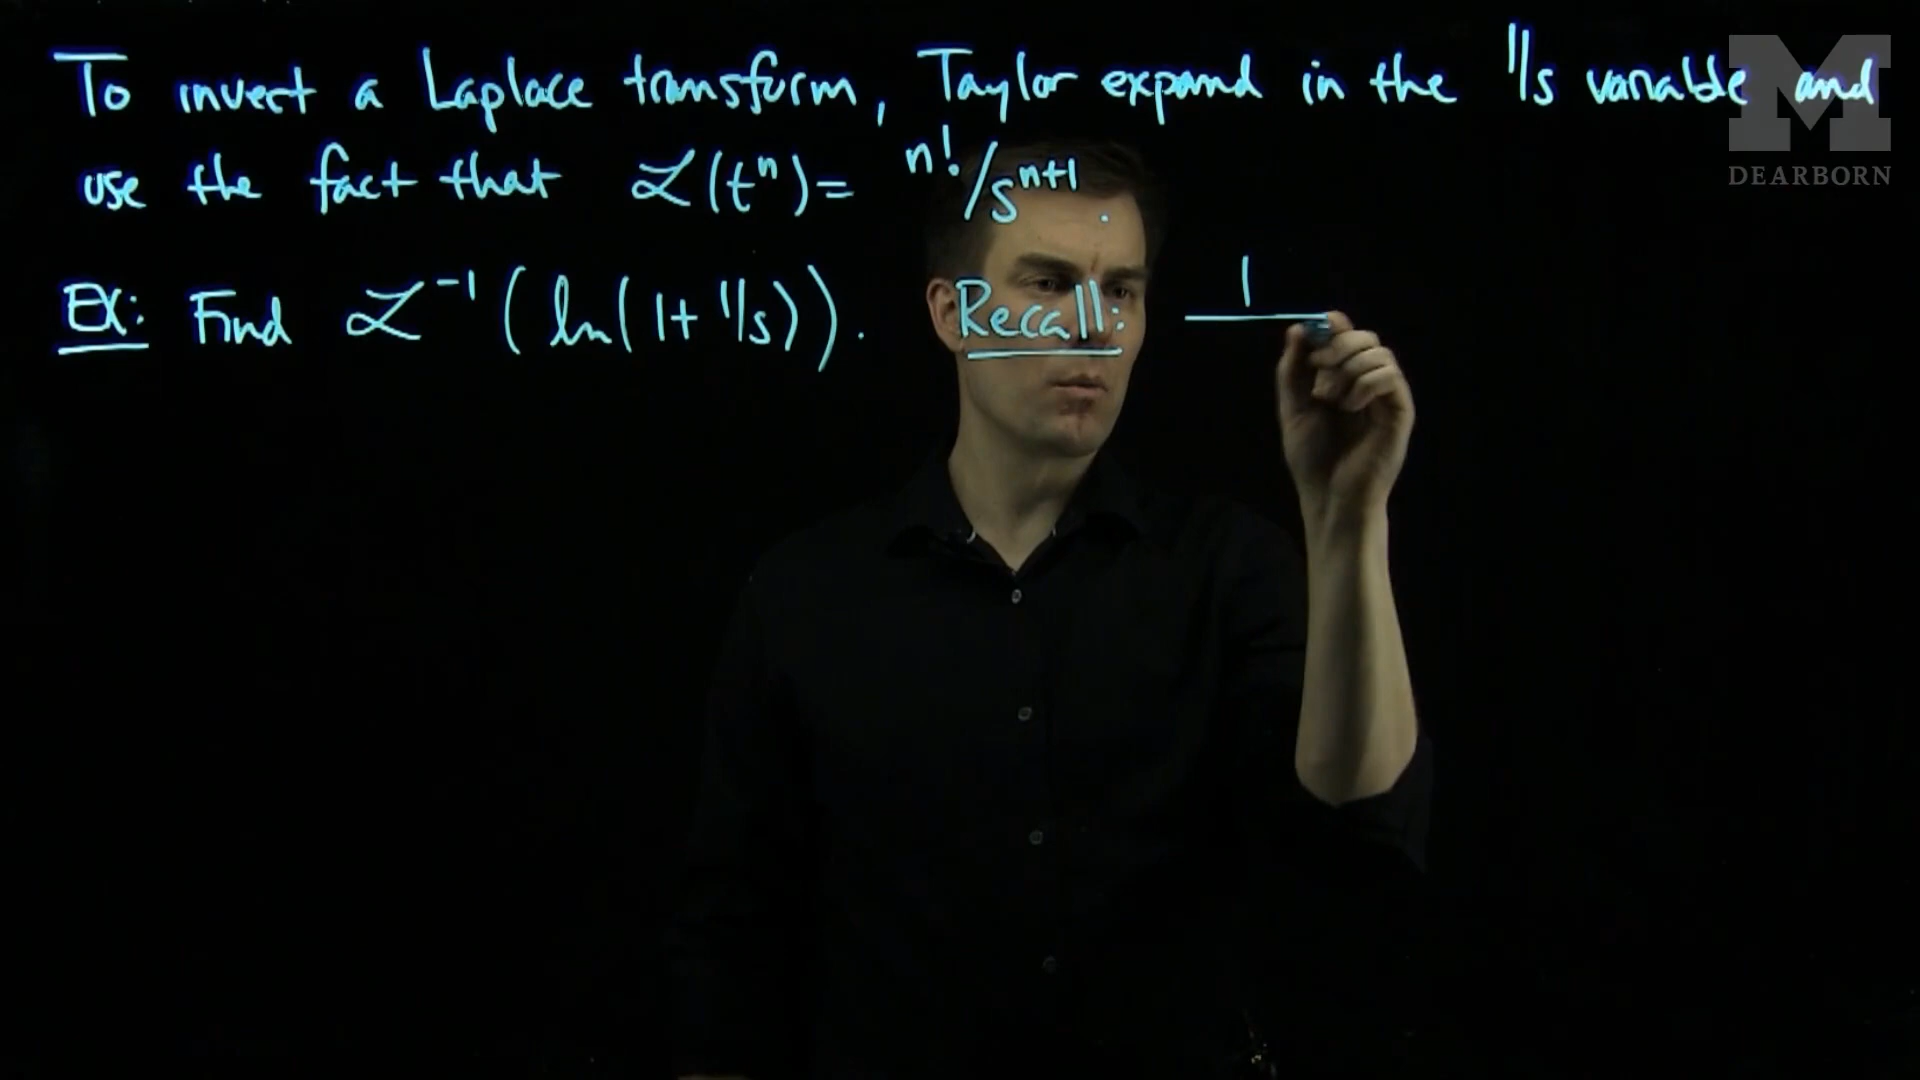 To invert a Laplace transform, Taylor expand in the 1/s variable and
use the fact that ℒ(tⁿ) = n!/sⁿ⁺¹.
Ex: Find ℒ⁻¹(ln(1+1/s)). Recall: 1
M
DEARBORN